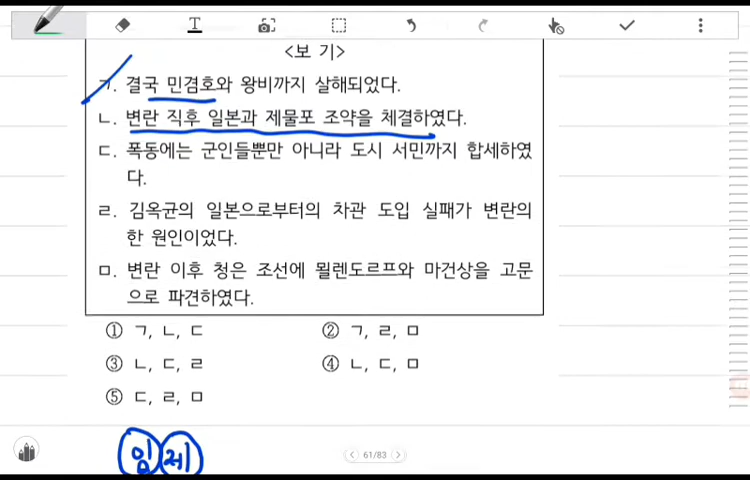 T
<보 기>
ㄱ. 결국 민겸호와 왕비까지 살해되었다.
ㄴ. 변란 직후 일본과 제물포 조약을 체결하였다.
ㄷ. 폭동에는 군인들뿐만 아니라 도시 서민까지 합세하였
다.
ㄹ. 김옥균의 일본으로부터의 차관 도입 실패가 변란의
한 원인이었다.
ㅁ. 변란 이후 청은 조선에 묄렌도르프와 마건상을 고문
으로 파견하였다.
① ㄱ, ㄴ, ㄷ
② ㄱ, ㄹ, ㅁ
③ ㄴ, ㄷ, ㄹ
④ ㄴ, ㄷ, ㅁ
⑤ ㄷ, ㄹ, ㅁ
임 제
61/83